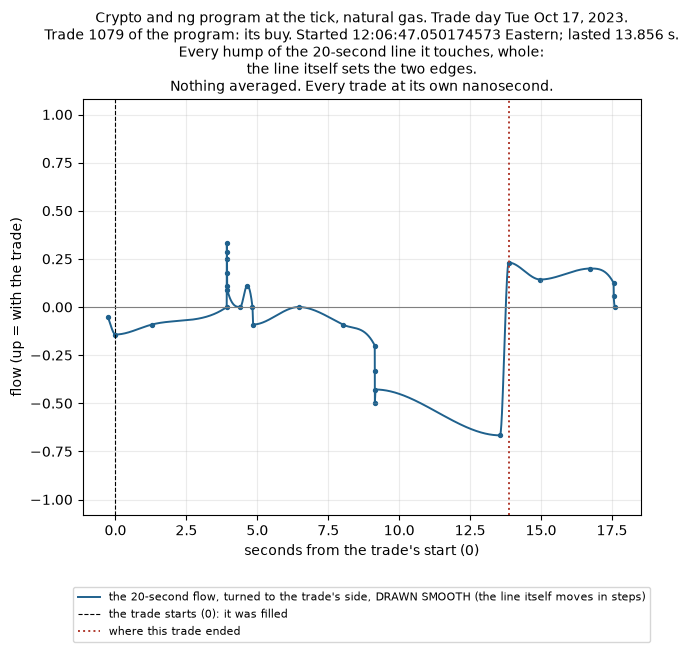 Crypto and ng program at the tick, natural gas. Trade day Tue Oct 17, 2023.
Trade 1079 of the program: its buy. Started 12:06:47.050174573 Eastern; lasted 13.856 s.
Every hump of the 20-second line it touches, whole:
the line itself sets the two edges.
Nothing averaged. Every trade at its own nanosecond.
1.00
0.75
0.50
0.25
0.00
−0.25
−0.50
−0.75
−1.00
flow (up = with the trade)
0.0 2.5 5.0 7.5 10.0 12.5 15.0 17.5
seconds from the trade's start (0)
the 20-second flow, turned to the trade's side, DRAWN SMOOTH (the line itself moves in steps)
the trade starts (0): it was filled
where this trade ended